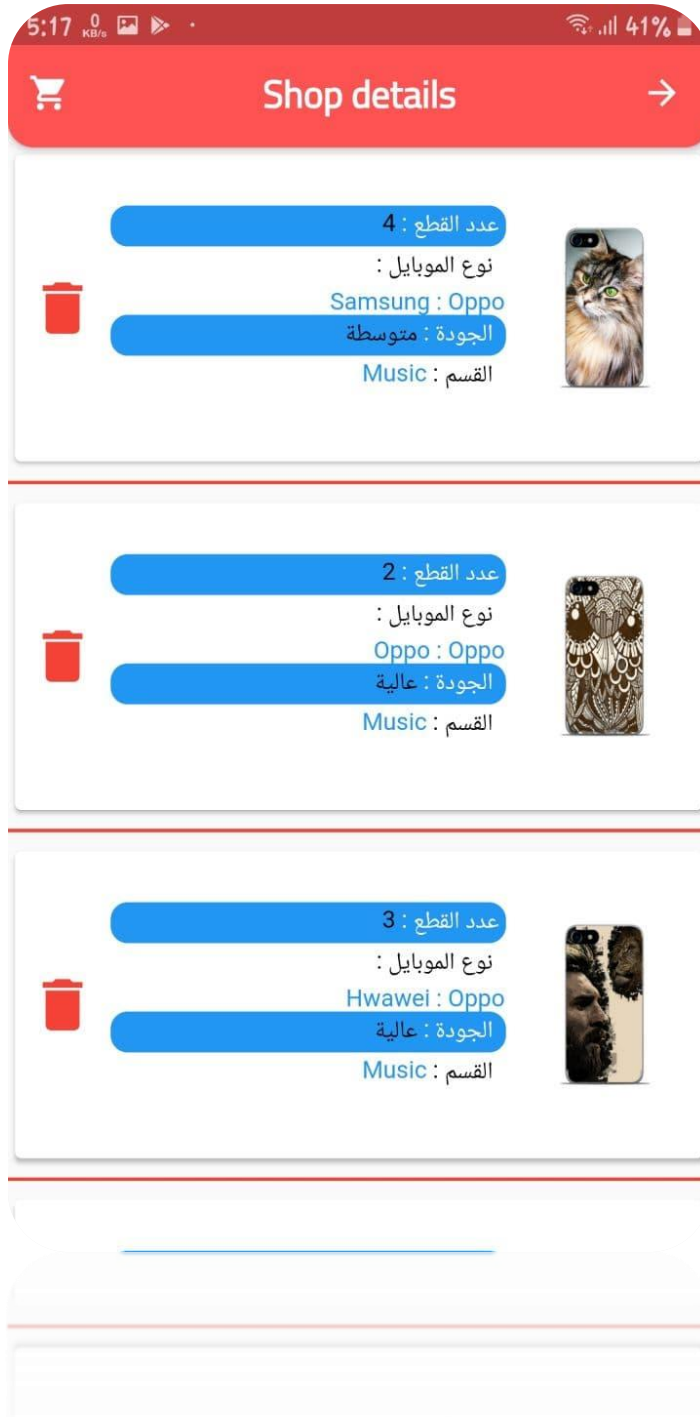 5:17 0 KB/s 41%
Shop details
عدد القطع : 4
نوع الموبايل :
Samsung : Oppo
الجودة : متوسطة
القسم : Music
عدد القطع : 2
نوع الموبايل :
Oppo : Oppo
الجودة : عالية
القسم : Music
عدد القطع : 3
نوع الموبايل :
Hwawei : Oppo
الجودة : عالية
القسم : Music